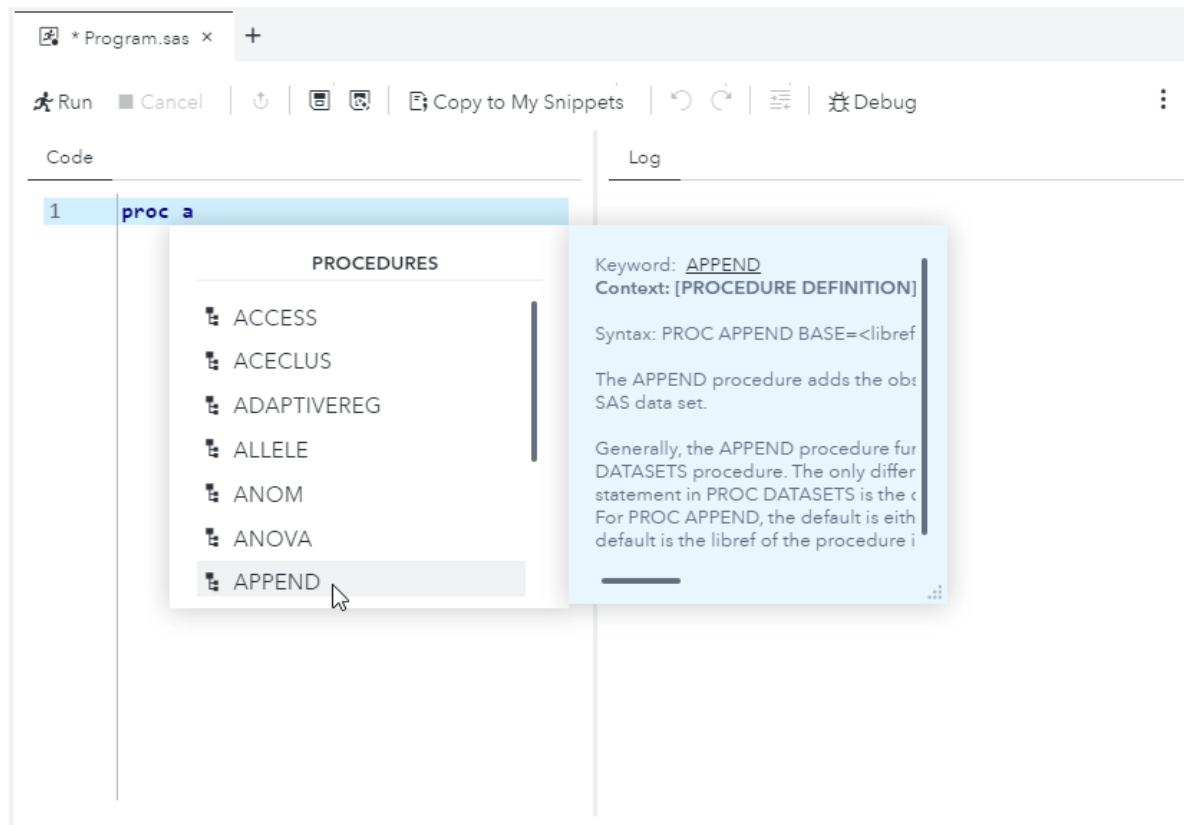 * Program.sas × +
Run Cancel Copy to My Snippets Debug
Code
Log
1 proc a
PROCEDURES
ACCESS
ACECLUS
ADAPTIVEREG
ALLELE
ANOM
ANOVA
APPEND
Keyword: APPEND
Context: [PROCEDURE DEFINITION]
Syntax: PROC APPEND BASE=<libref
The APPEND procedure adds the obs
SAS data set.
Generally, the APPEND procedure fur
DATASETS procedure. The only differ
statement in PROC DATASETS is the
For PROC APPEND, the default is eith
default is the libref of the procedure i